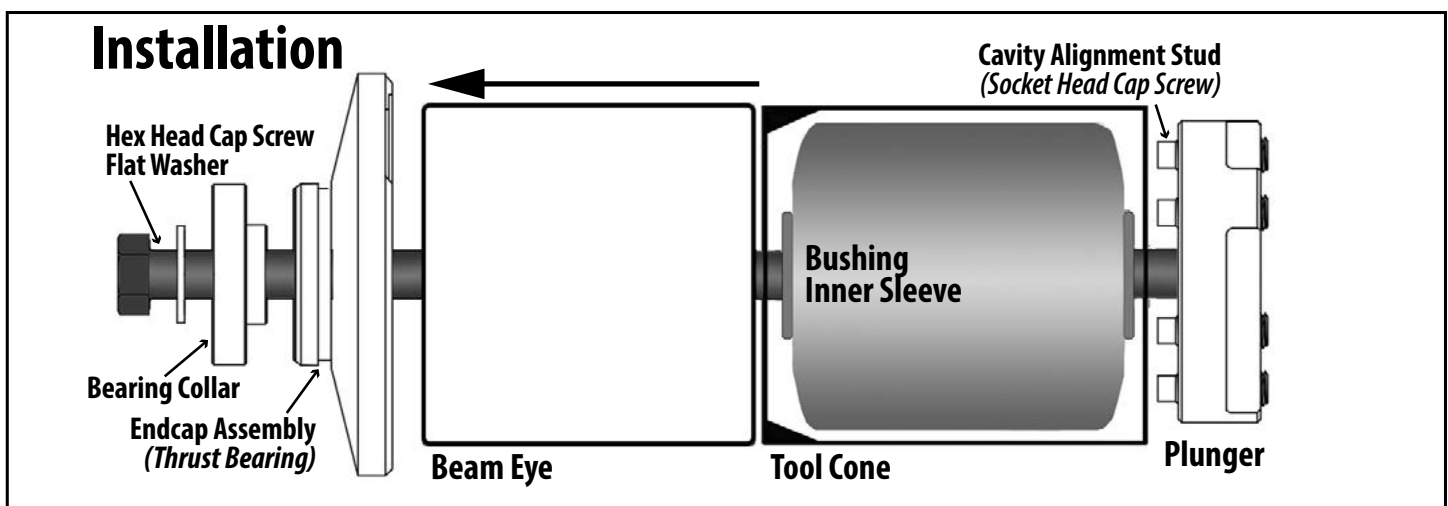 Installation
Cavity Alignment Stud
(Socket Head Cap Screw)
Hex Head Cap Screw
Flat Washer
Bushing
Inner Sleeve
Bearing Collar
Endcap Assembly
(Thrust Bearing)
Beam Eye
Tool Cone
Plunger